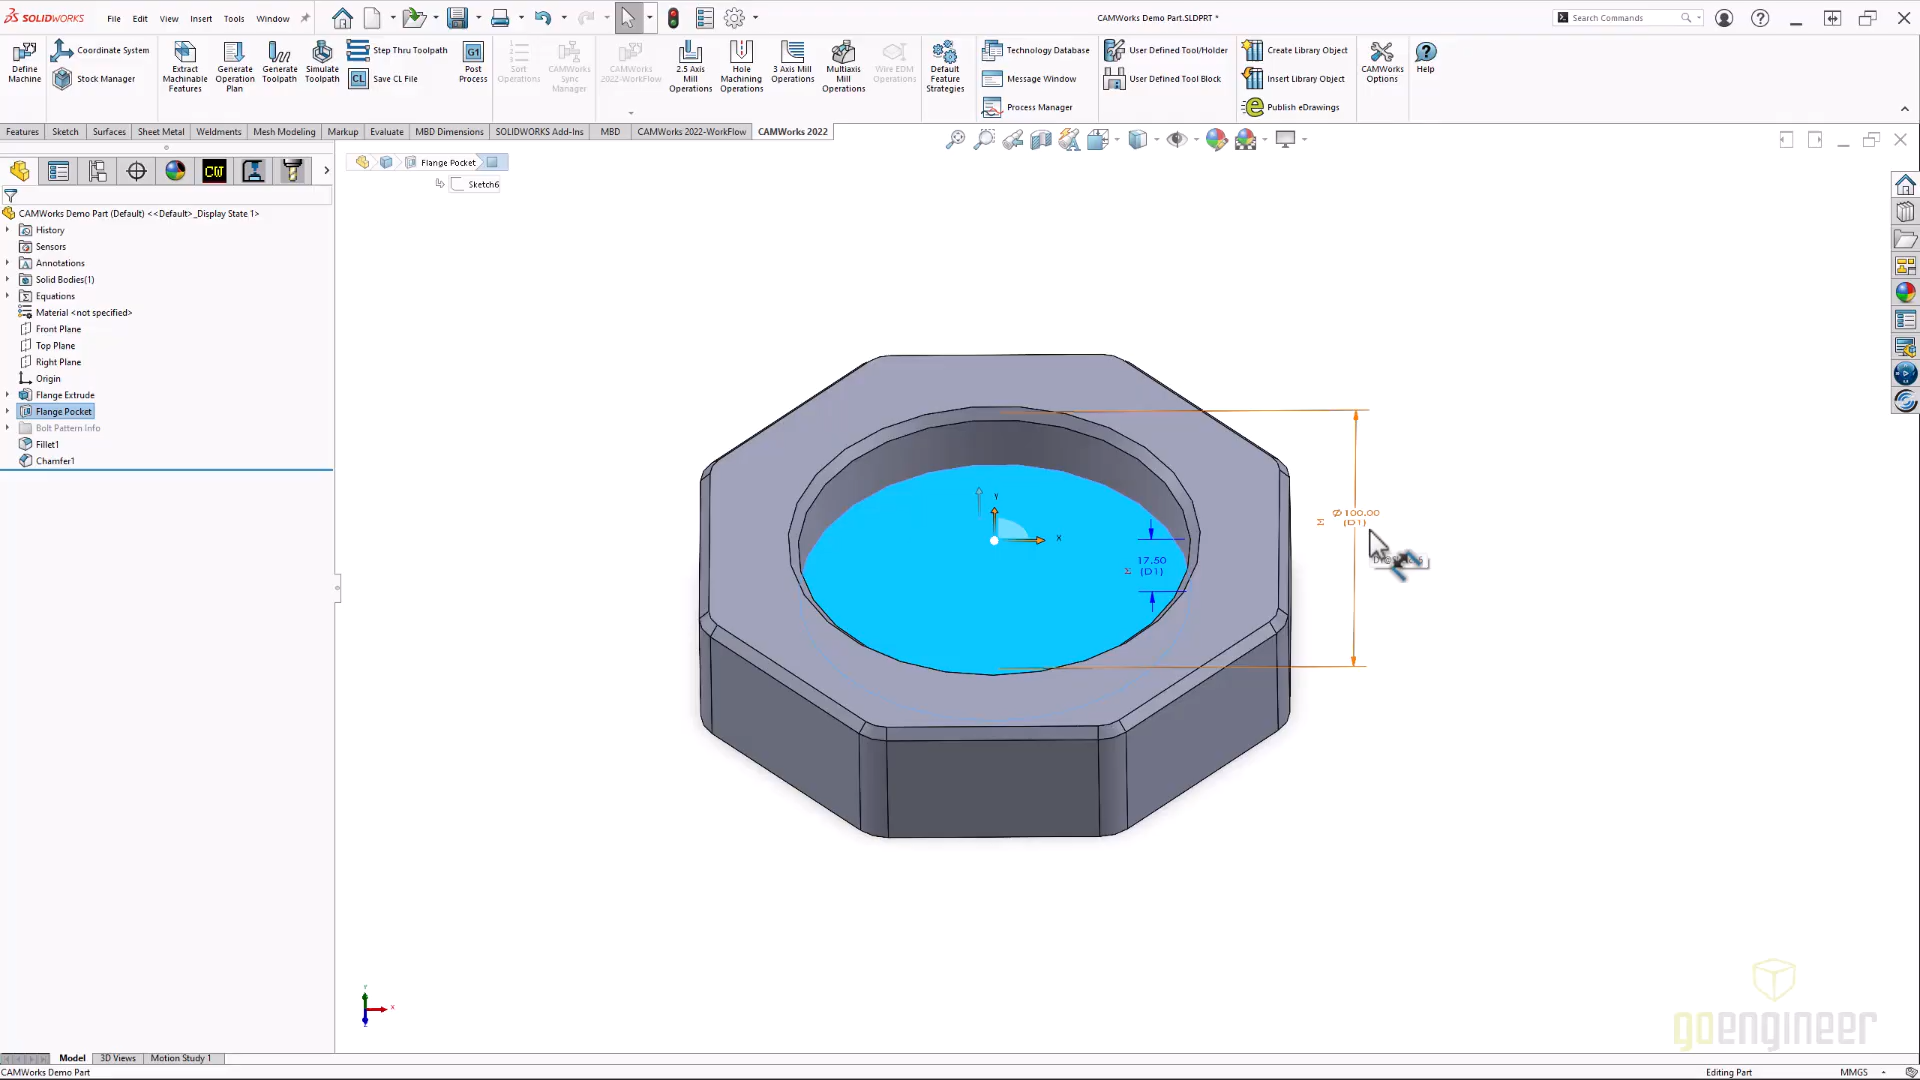 SOLIDWORKS File Edit View Insert Tools Window CAMWorks Demo Part.SLDPRT * Search Commands
Define Machine
Coordinate System
Stock Manager
Extract Machinable Features
Generate Operation Plan
Generate Toolpath
Simulate Toolpath
Step Thru Toolpath
CL Save CL File
G1 Post Process
Sort Operations
CAMWorks Sync Manager
CAMWorks 2022-WorkFlow
2.5 Axis Mill Operations
Hole Machining Operations
3 Axis Mill Operations
Multiaxis Mill Operations
Wire EDM Operations
Default Feature Strategies
Technology Database
Message Window
Process Manager
User Defined Tool/Holder
User Defined Tool Block
Create Library Object
Insert Library Object
Publish eDrawings
CAMWorks Options
Help
Features Sketch Surfaces Sheet Metal Weldments Mesh Modeling Markup Evaluate MBD Dimensions SOLIDWORKS Add-Ins MBD CAMWorks 2022-WorkFlow CAMWorks 2022
CW
Flange Pocket
Sketch6
CAMWorks Demo Part (Default) <<Default>_Display State 1>
History
Sensors
Annotations
Solid Bodies(1)
Equations
Material <not specified>
Front Plane
Top Plane
Right Plane
Origin
Flange Extrude
Flange Pocket
Bolt Pattern Info
Fillet1
Chamfer1
Y
X
17.50
Σ (D1)
Ø100.00
Σ (D1)
Y
X
Z
goengineer
Model 3D Views Motion Study 1
CAMWorks Demo Part Editing Part MMGS